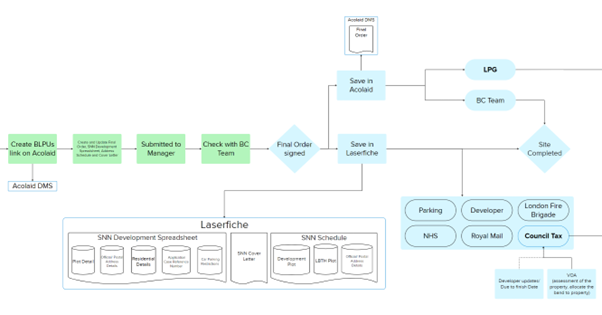 Acolaid DMS
Final
Order
Save in
Acolaid
LPG
BC Team
Create BLPUs
link on Acolaid
Create and Update Final
Order, SNN Development
Spreadsheet, Address
Schedule and Cover Letter
Submitted to
Manager
Check with BC
Team
Final Order
signed
Save in
Laserfiche
Site
Completed
Acolaid DMS
Laserfiche
SNN Development Spreadsheet
Plot Detail
Official Postal
Address
Details
Residential
Details
Application
Case Reference
Number
Car Parking
Restrictions
SNN Cover
Letter
SNN Schedule
Development
Plot
LBTH Plot
Official Postal
Address
Details
Parking
Developer
London Fire
Brigade
NHS
Royal Mail
Council Tax
Developer updated
Due to finish Date
VOA
(assessment of the
property, allocate the
band to property)